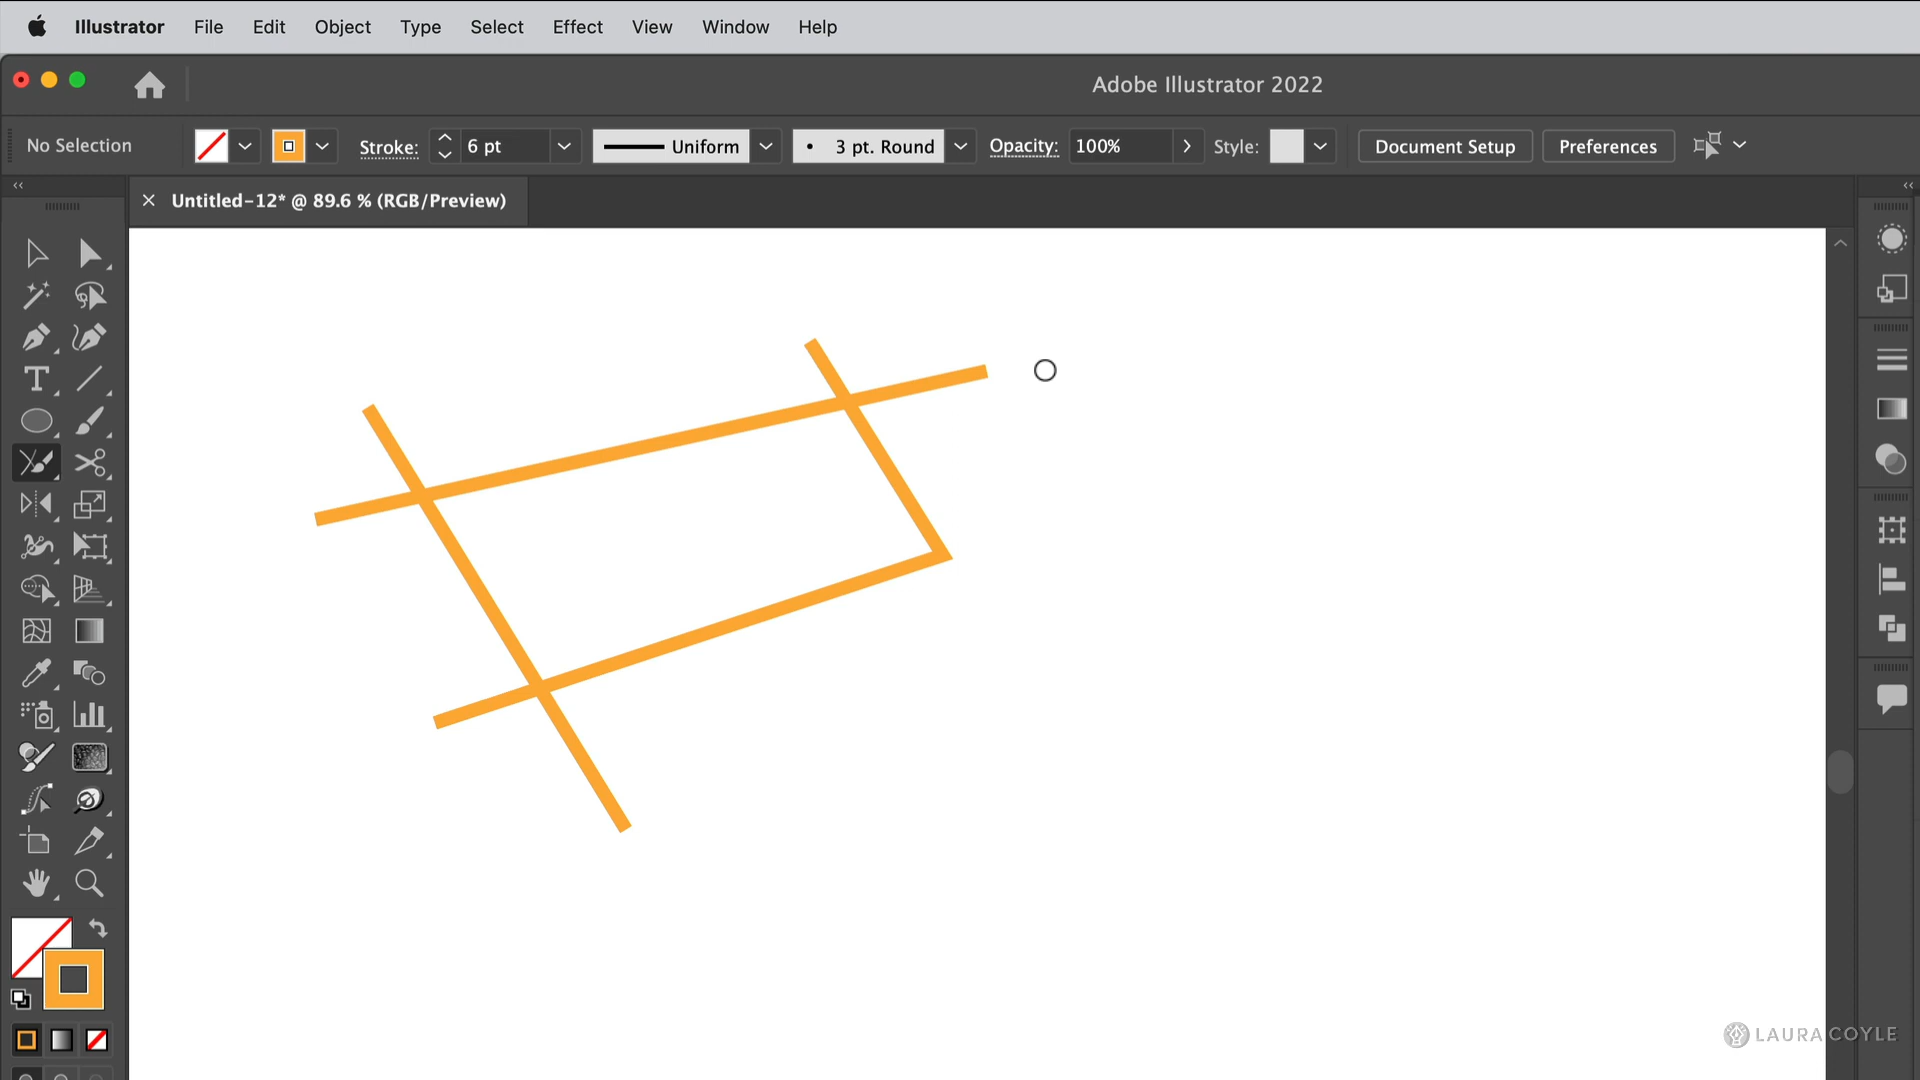 Illustrator File Edit Object Type Select Effect View Window Help
Adobe Illustrator 2022
No Selection Stroke: 6 pt Uniform 3 pt. Round Opacity: 100% Style: Document Setup Preferences
Untitled-12* @ 89.6 % (RGB/Preview)
LAURA COYLE